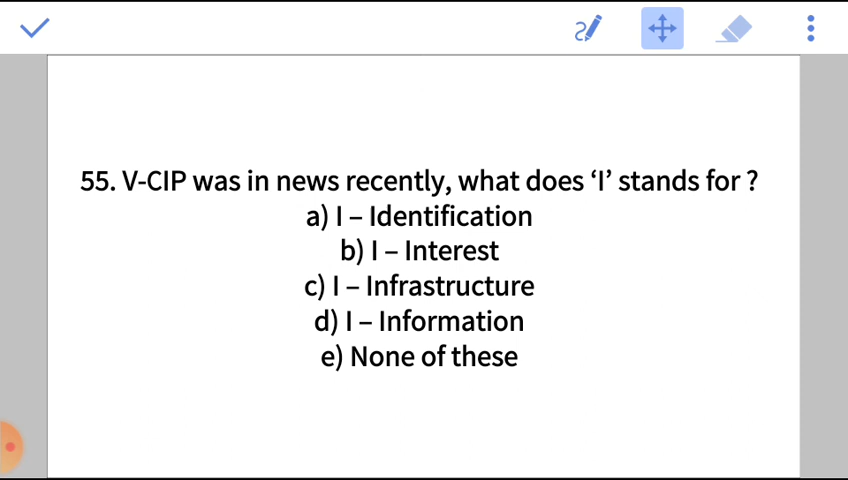 55. V-CIP was in news recently, what does ‘I’ stands for ?
a) I – Identification
b) I – Interest
c) I – Infrastructure
d) I – Information
e) None of these